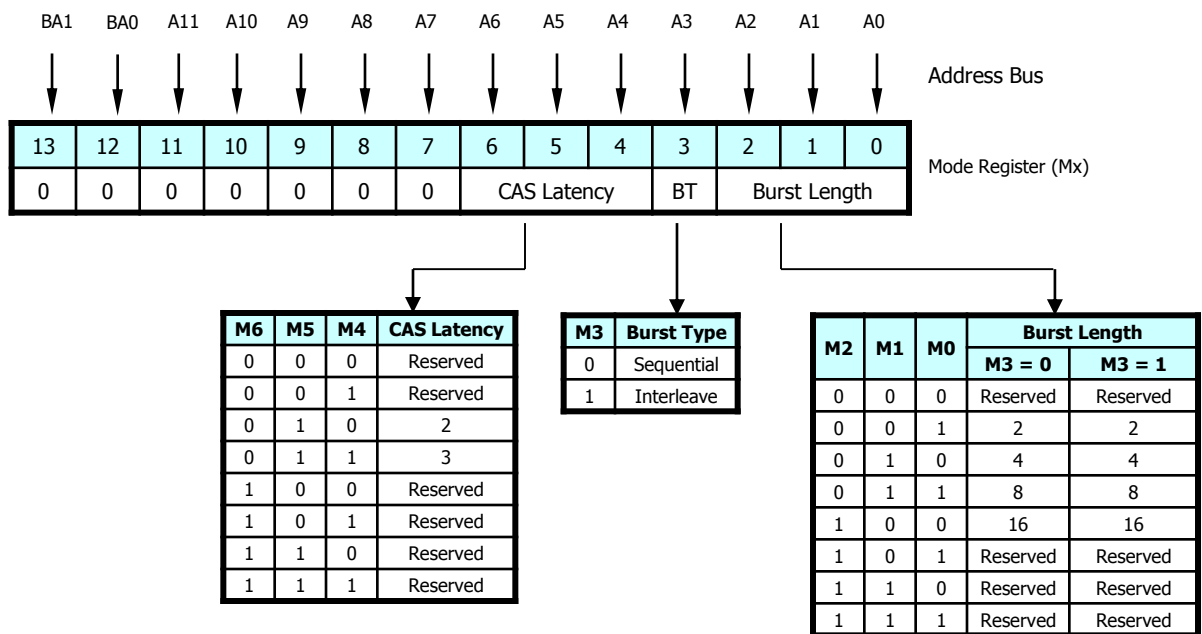 BA1 BA0 A11 A10 A9 A8 A7 A6 A5 A4 A3 A2 A1 A0
Address Bus
13 12 11 10 9 8 7 6 5 4 3 2 1 0
Mode Register (Mx)
0 0 0 0 0 0 0 CAS Latency BT Burst Length
M6 M5 M4 CAS Latency
0 0 0 Reserved
0 0 1 Reserved
0 1 0 2
0 1 1 3
1 0 0 Reserved
1 0 1 Reserved
1 1 0 Reserved
1 1 1 Reserved
M3 Burst Type
0 Sequential
1 Interleave
M2 M1 M0 Burst Length
M3 = 0 M3 = 1
0 0 0 Reserved Reserved
0 0 1 2 2
0 1 0 4 4
0 1 1 8 8
1 0 0 16 16
1 0 1 Reserved Reserved
1 1 0 Reserved Reserved
1 1 1 Reserved Reserved